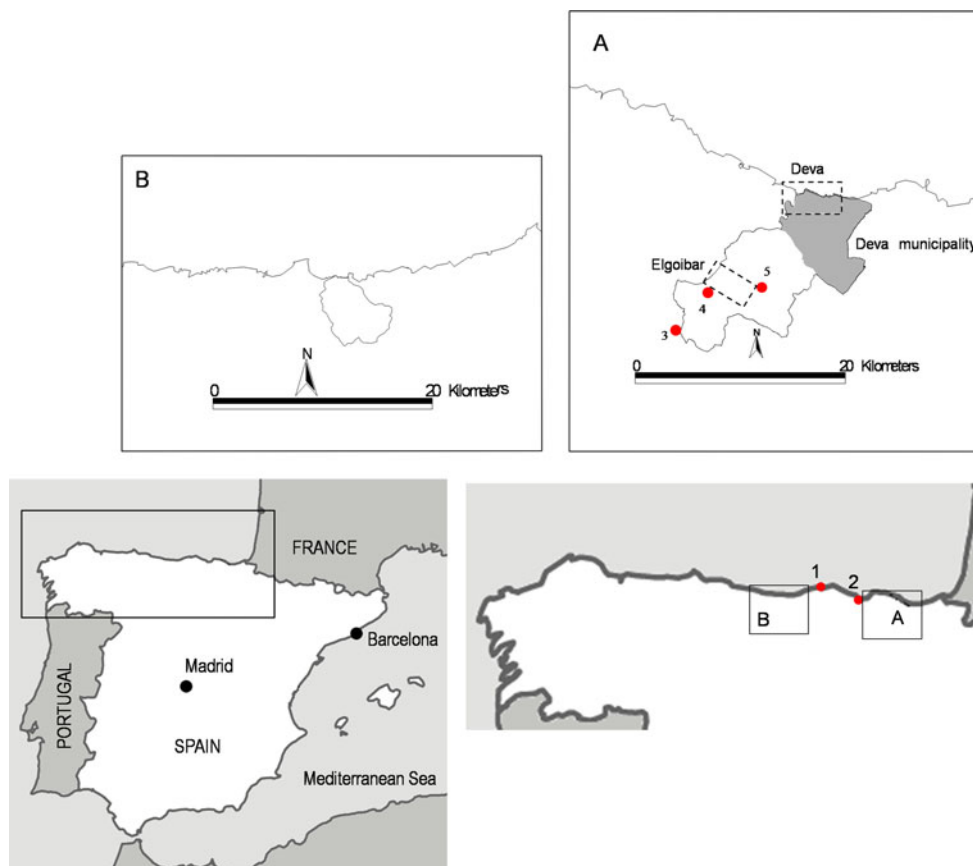 A
Deva
Deva municipality
Elgoibar
5
4
3
N
0
20
Kilometers
B
N
0
20
Kilometers
FRANCE
Barcelona
Madrid
PORTUGAL
SPAIN
Mediterranean Sea
1
2
B
A